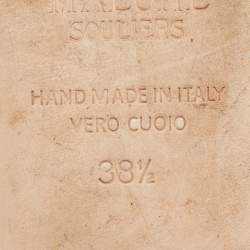 SOULIERS
HAND MADE IN ITALY
VERO CUOIO
38½